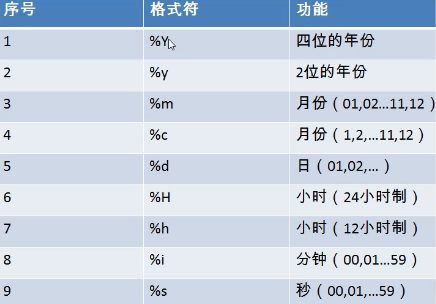 序号 格式符 功能
1 %Y 四位的年份
2 %y 2位的年份
3 %m 月份（01,02…11,12）
4 %c 月份（1,2,…11,12）
5 %d 日（01,02,…）
6 %H 小时（24小时制）
7 %h 小时（12小时制）
8 %i 分钟（00,01…59）
9 %s 秒（00,01,…59）